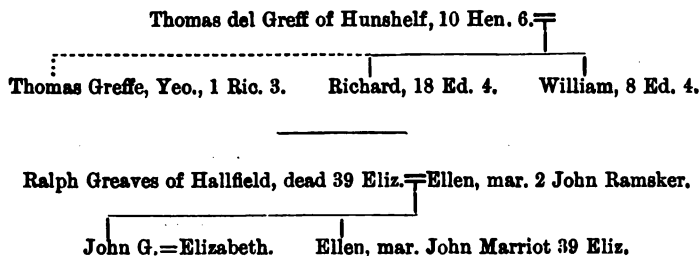 Thomas del Greff of Hunshelf, 10 Hen. 6.
Thomas Greffe, Yeo., 1 Ric. 3. Richard, 18 Ed. 4. William, 8 Ed. 4.
Ralph Greaves of Hallfield, dead 39 Eliz.=Ellen, mar. 2 John Ramsker.
John G.=Elizabeth. Ellen, mar. John Marriot 39 Eliz.